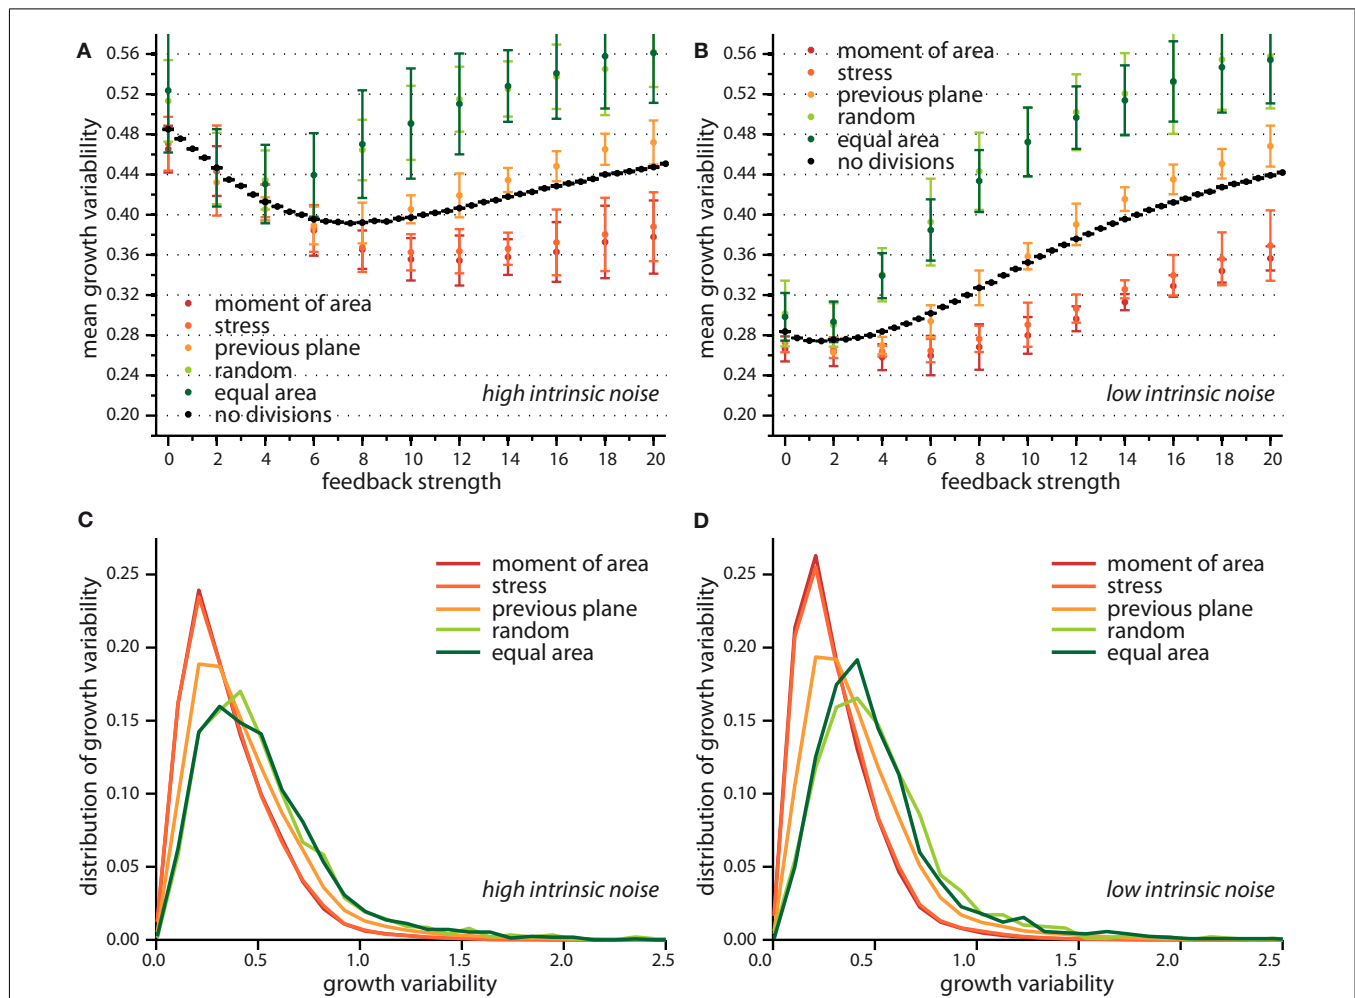 A
mean growth variablility
0.56
0.52
0.48
0.44
0.40
0.36
0.32
0.28
0.24
0.20
moment of area
stress
previous plane
random
equal area
no divisions
high intrinsic noise
0 2 4 6 8 10 12 14 16 18 20
feedback strength
B
mean growth variability
0.56
0.52
0.48
0.44
0.40
0.36
0.32
0.28
0.24
0.20
moment of area
stress
previous plane
random
equal area
no divisions
low intrinsic noise
0 2 4 6 8 10 12 14 16 18 20
feedback strength
C
distribution of growth variability
0.25
0.20
0.15
0.10
0.05
0.00
moment of area
stress
previous plane
random
equal area
high intrinsic noise
0.0 0.5 1.0 1.5 2.0 2.5
growth variability
D
distribution of growth variability
0.25
0.20
0.15
0.10
0.05
0.00
moment of area
stress
previous plane
random
equal area
low intrinsic noise
0.0 0.5 1.0 1.5 2.0 2.5
growth variability